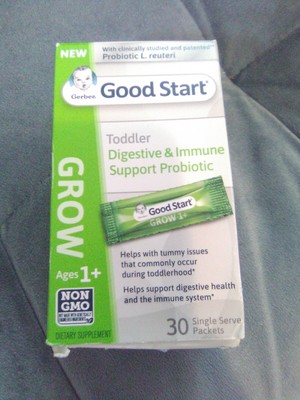 NEW
With clinically studied and patented*
Probiotic L. reuteri
Gerber
Good Start
Toddler
Digestive & Immune
Support Probiotic
GROW
Ages 1+
Good Start
GROW 1+
Helps with tummy issues
that commonly occur
during toddlerhood*
Helps support digestive health
and the immune system*
NON
GMO
DIETARY SUPPLEMENT
30 Single Serve
Packets